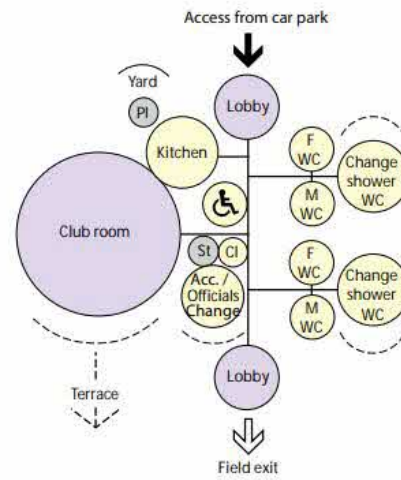 Access from car park
Yard
Pl
Lobby
Kitchen
F
WC
M
WC
Change
shower
WC
Club room
St
Cl
Acc./
Officials
Change
F
WC
M
WC
Change
shower
WC
Lobby
Terrace
Field exit